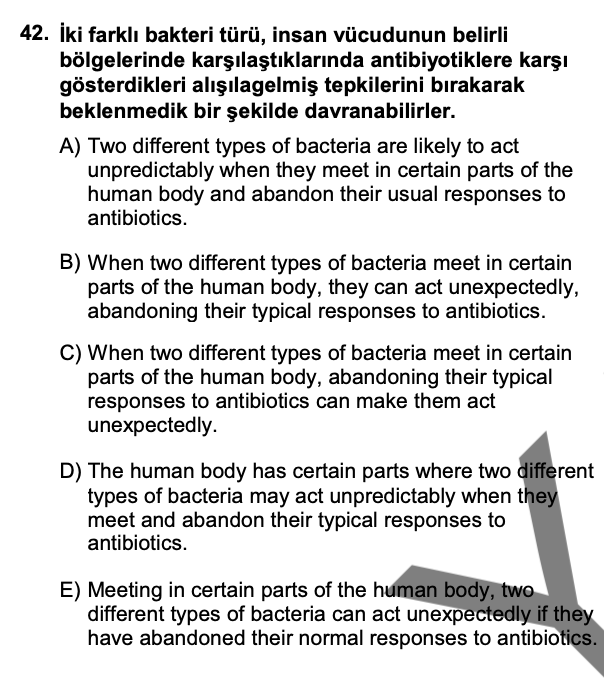 42. İki farklı bakteri türü, insan vücudunun belirli
bölgelerinde karşılaştıklarında antibiyotiklere karşı
gösterdikleri alışılagelmiş tepkilerini bırakarak
beklenmedik bir şekilde davranabilirler.
A) Two different types of bacteria are likely to act
unpredictably when they meet in certain parts of the
human body and abandon their usual responses to
antibiotics.
B) When two different types of bacteria meet in certain
parts of the human body, they can act unexpectedly,
abandoning their typical responses to antibiotics.
C) When two different types of bacteria meet in certain
parts of the human body, abandoning their typical
responses to antibiotics can make them act
unexpectedly.
D) The human body has certain parts where two different
types of bacteria may act unpredictably when they
meet and abandon their typical responses to
antibiotics.
E) Meeting in certain parts of the human body, two
different types of bacteria can act unexpectedly if they
have abandoned their normal responses to antibiotics.